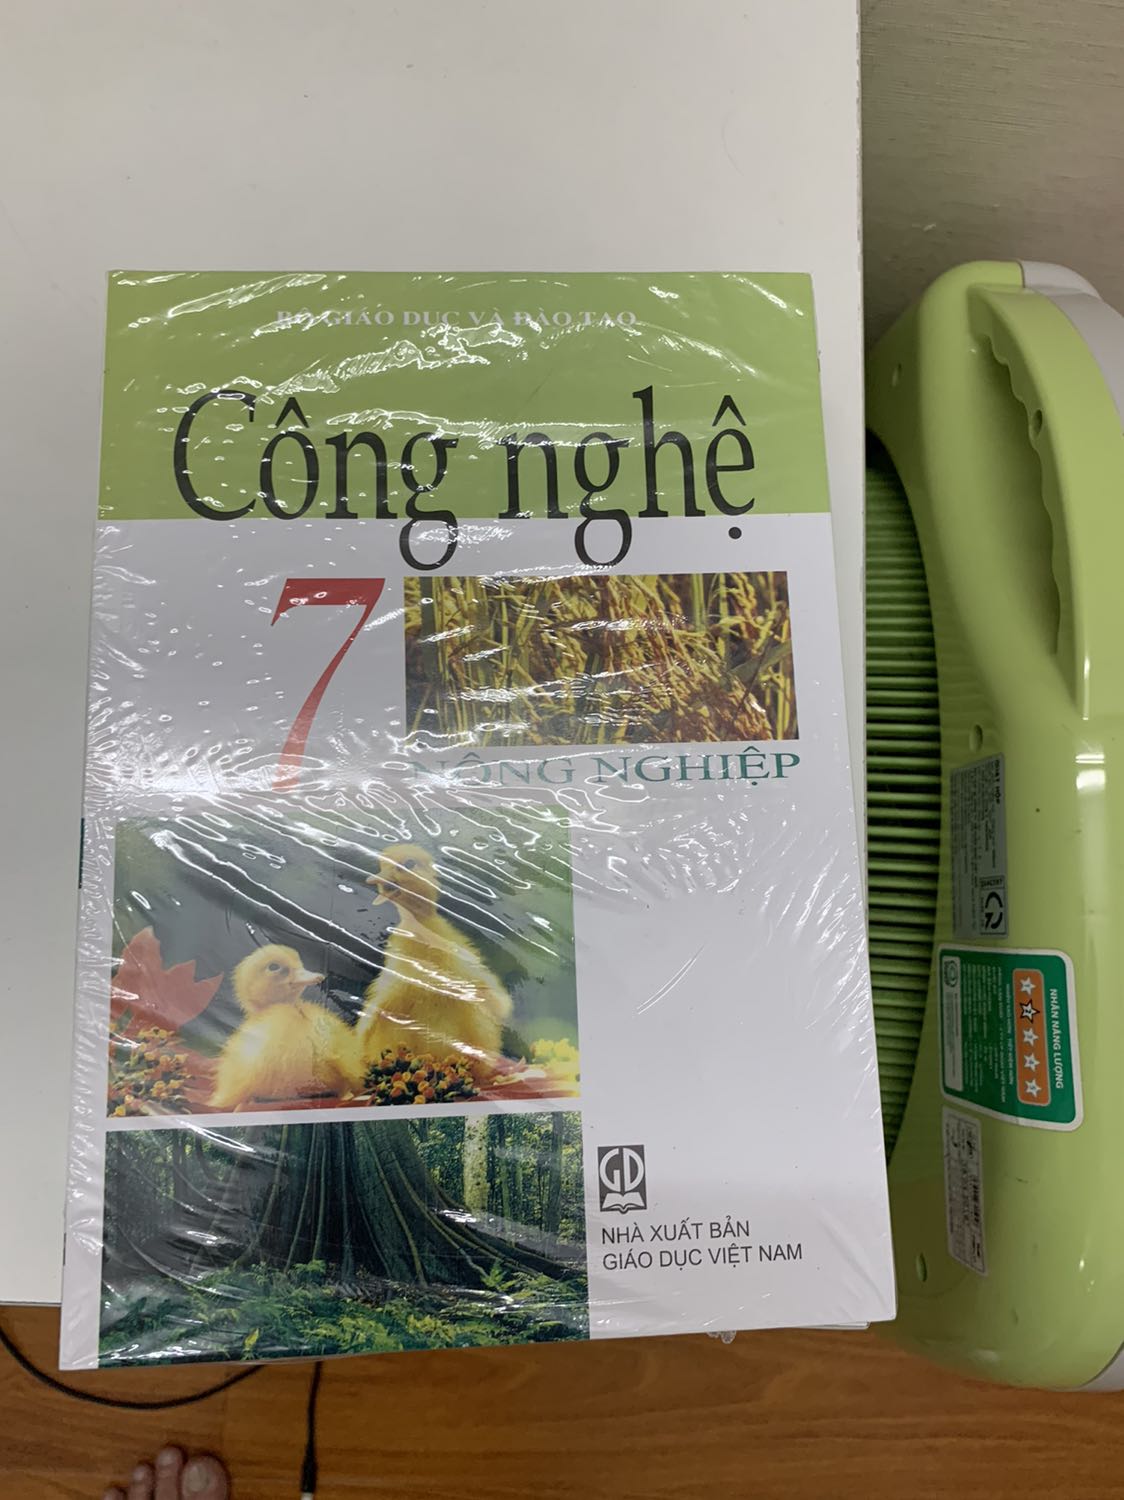 BỘ GIÁO DỤC VÀ ĐÀO TẠO
Công nghệ
7
NÔNG NGHIỆP
GD
NHÀ XUẤT BẢN
GIÁO DỤC VIỆT NAM
NHÃN NĂNG LƯỢNG